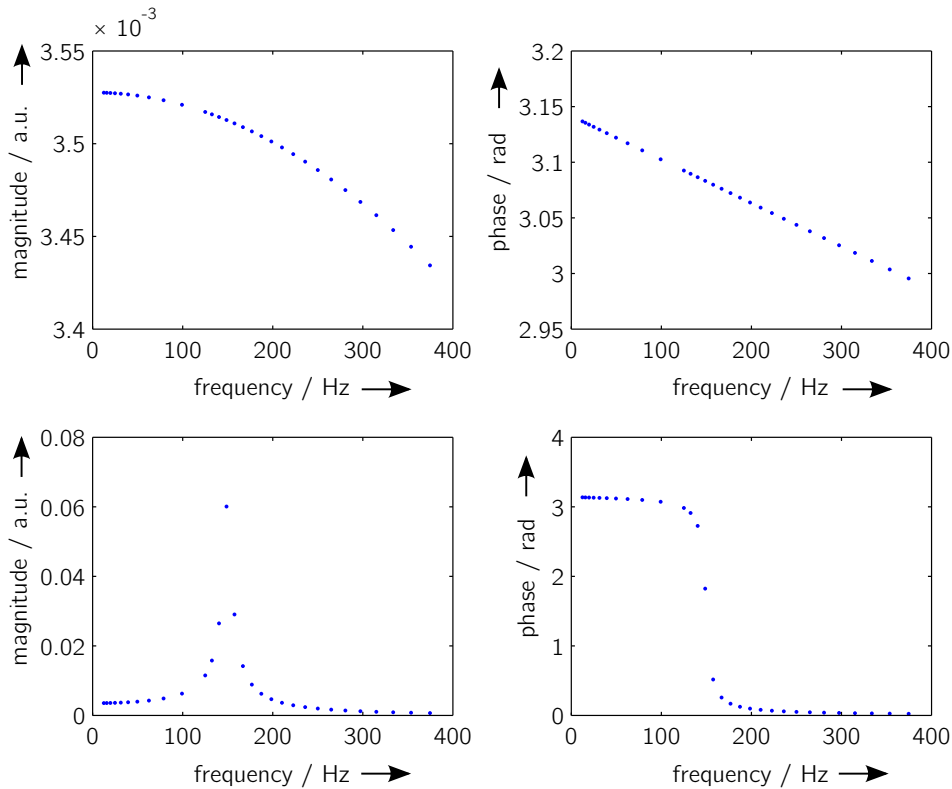 × 10⁻³
3.55
3.5
3.45
3.4
magnitude / a.u.
0 100 200 300 400
frequency / Hz
3.2
3.15
3.1
3.05
3
2.95
phase / rad
0 100 200 300 400
frequency / Hz
0.08
0.06
0.04
0.02
0
magnitude / a.u.
0 100 200 300 400
frequency / Hz
4
3
2
1
0
phase / rad
0 100 200 300 400
frequency / Hz